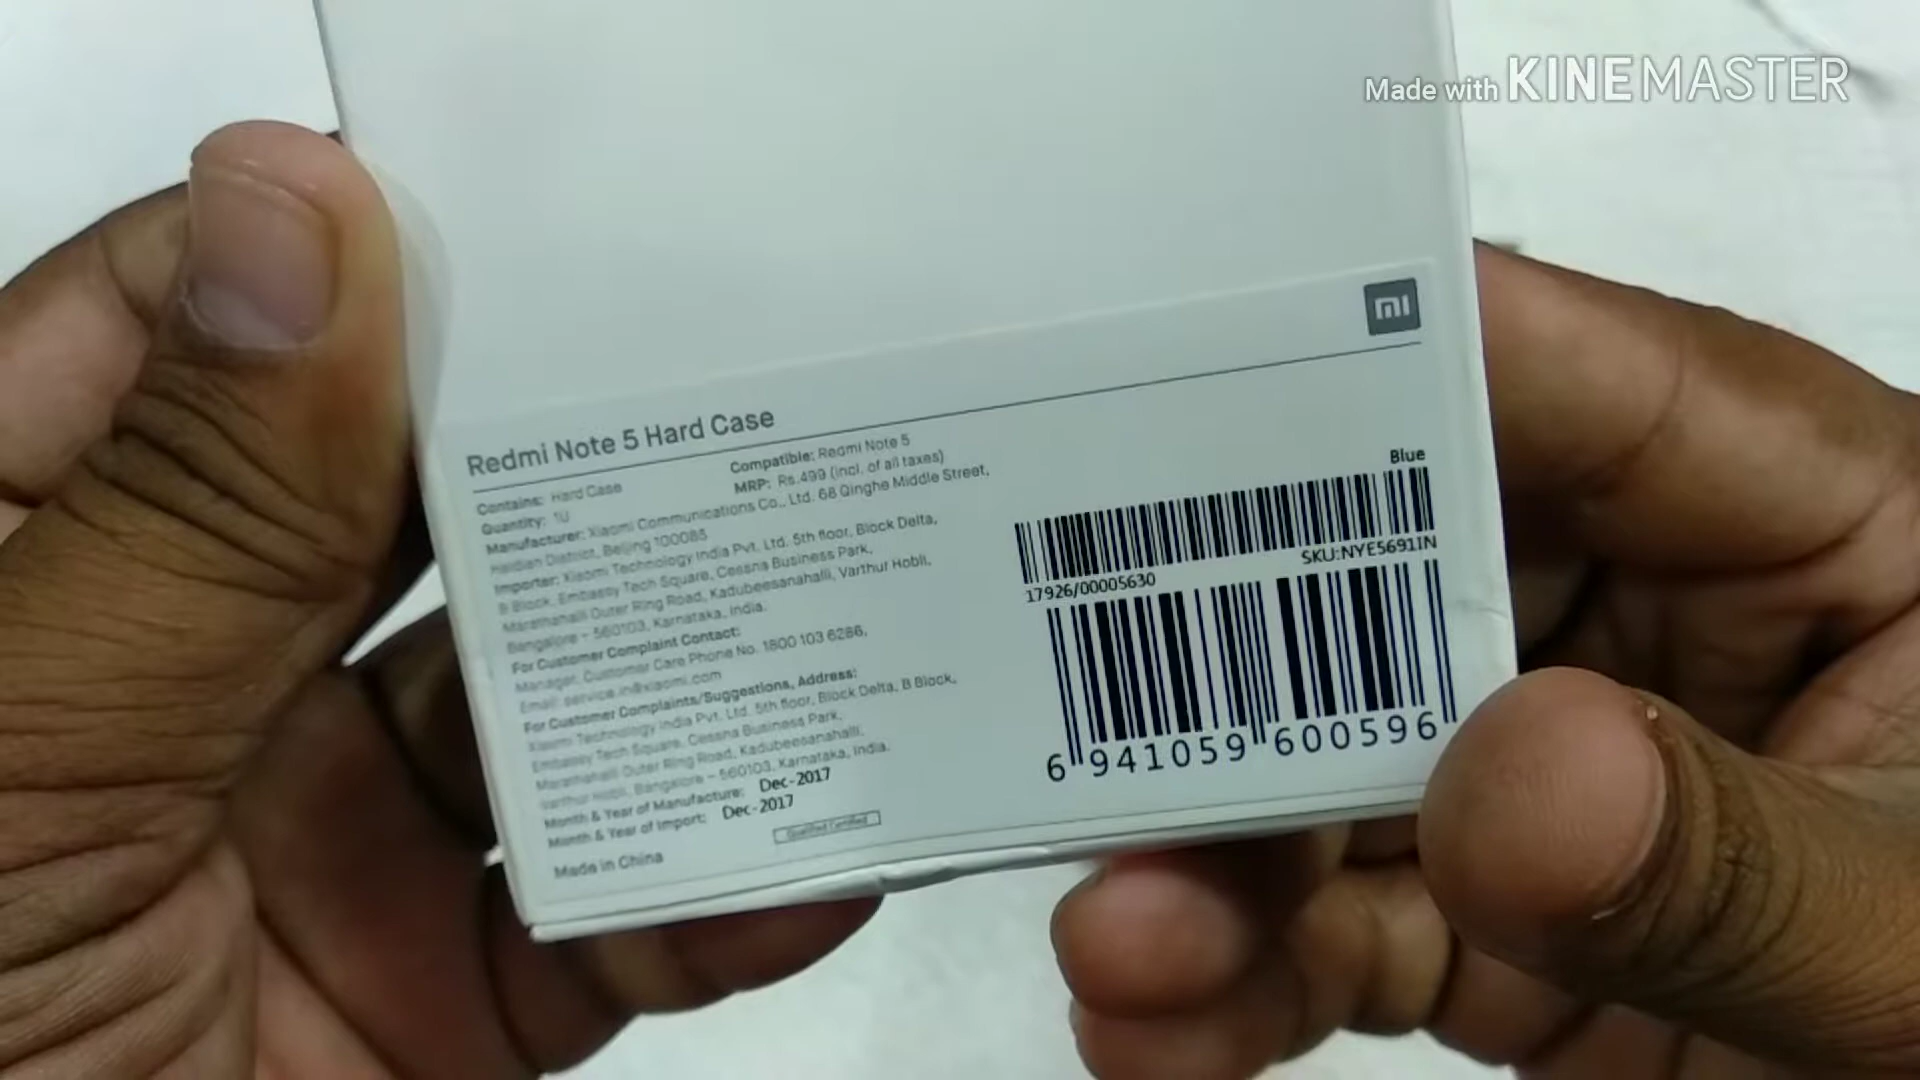 Made with KINEMASTER
mi
Redmi Note 5 Hard Case
Contains: Hard Case
Compatible: Redmi Note 5
Quantity: 1U
MRP: Rs.499 (incl. of all taxes)
Manufacturer: Xiaomi Communications Co., Ltd. 68 Qinghe Middle Street,
Haidian District, Beijing 100085
Importer: Xiaomi Technology India Pvt. Ltd. 5th floor, Block Delta,
B Block, Embassy Tech Square, Cessna Business Park,
Marathahalli Outer Ring Road, Kadubeesanahalli, Varthur Hobli,
Bangalore – 560103, Karnataka, India.
For Customer Complaint Contact:
Manager, Customer Care Phone No. 1800 103 6286,
Email: service.in@xiaomi.com
For Customer Complaints/Suggestions, Address:
Xiaomi Technology India Pvt. Ltd. 5th floor, Block Delta, B Block,
Embassy Tech Square, Cessna Business Park,
Marathahalli Outer Ring Road, Kadubeesanahalli,
Varthur Hobli, Bangalore – 560103, Karnataka, India.
Month & Year of Manufacture: Dec-2017
Month & Year of Import: Dec-2017
Made in China
Qualified Certified
Blue
17926/00005630
SKU:NYE5691IN
6 941059 600596